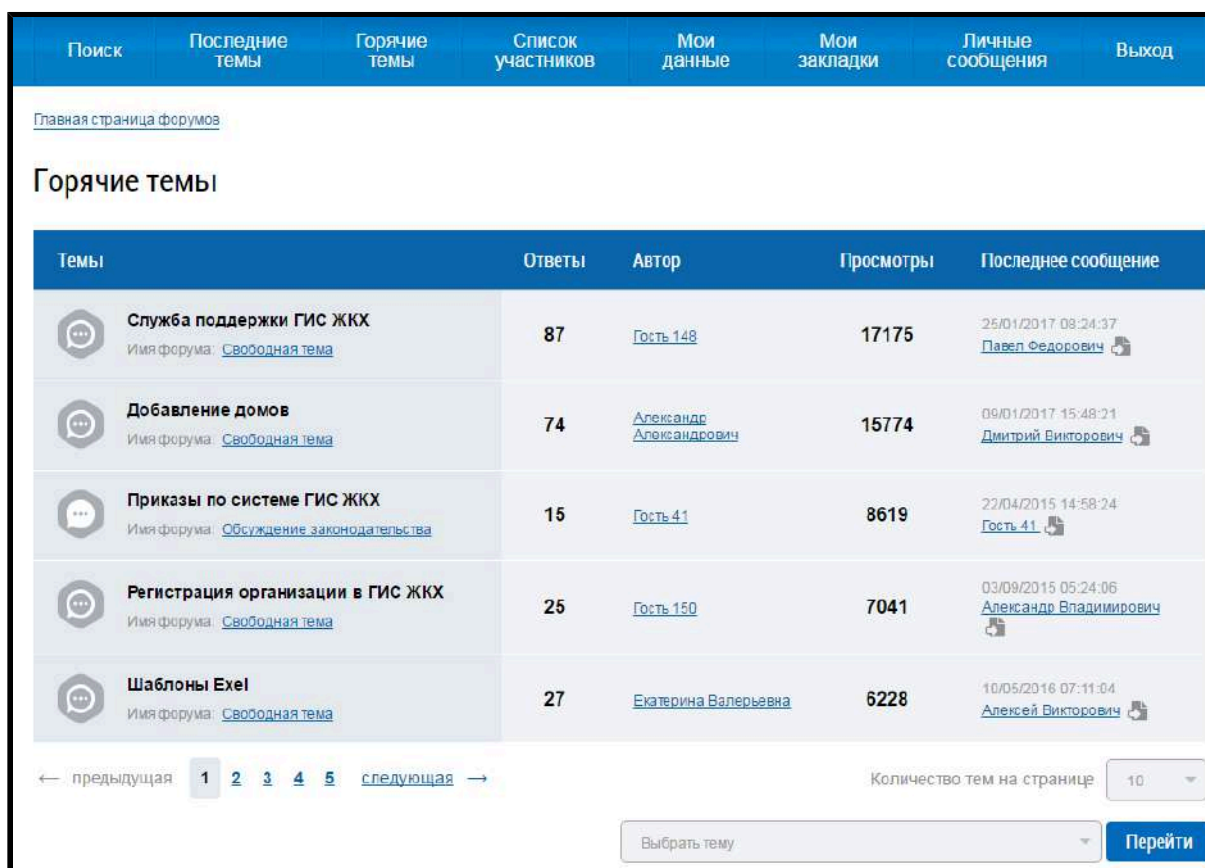 Поиск
Последние темы
Горячие темы
Список участников
Мои данные
Мои закладки
Личные сообщения
Выход
Главная страница форумов
Горячие темы
Темы Ответы Автор Просмотры Последнее сообщение
Служба поддержки ГИС ЖКХ
Имя форума: Свободная тема
87 Гость 148 17175
25/01/2017 08:24:37
Павел Федорович
Добавление домов
Имя форума: Свободная тема
74
Александр
Александрович
15774
09/01/2017 15:48:21
Дмитрий Викторович
Приказы по системе ГИС ЖКХ
Имя форума: Обсуждение законодательства
15 Гость 41 8619
22/04/2015 14:58:24
Гость 41
Регистрация организации в ГИС ЖКХ
Имя форума: Свободная тема
25 Гость 150 7041
03/09/2015 05:24:06
Александр Владимирович
Шаблоны Exel
Имя форума: Свободная тема
27 Екатерина Валерьевна 6228
10/05/2016 07:11:04
Алексей Викторович
← предыдущая 1 2 3 4 5 следующая →
Количество тем на странице 10
Выбрать тему Перейти